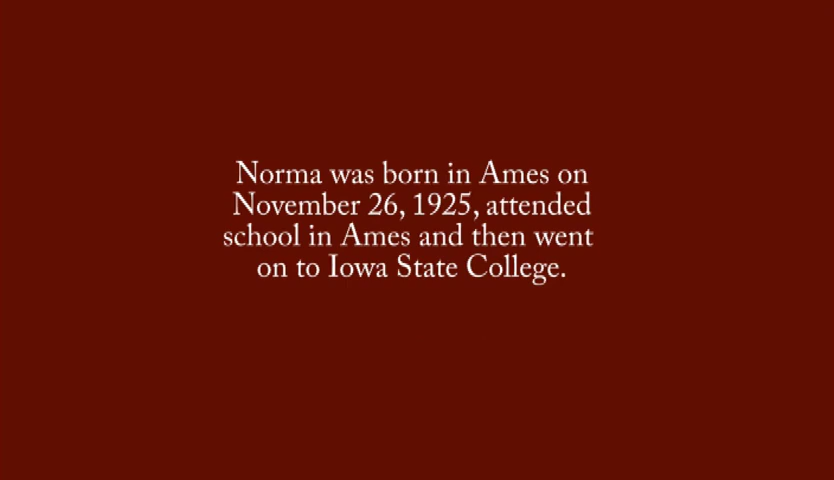 Norma was born in Ames on
November 26, 1925, attended
school in Ames and then went
on to Iowa State College.